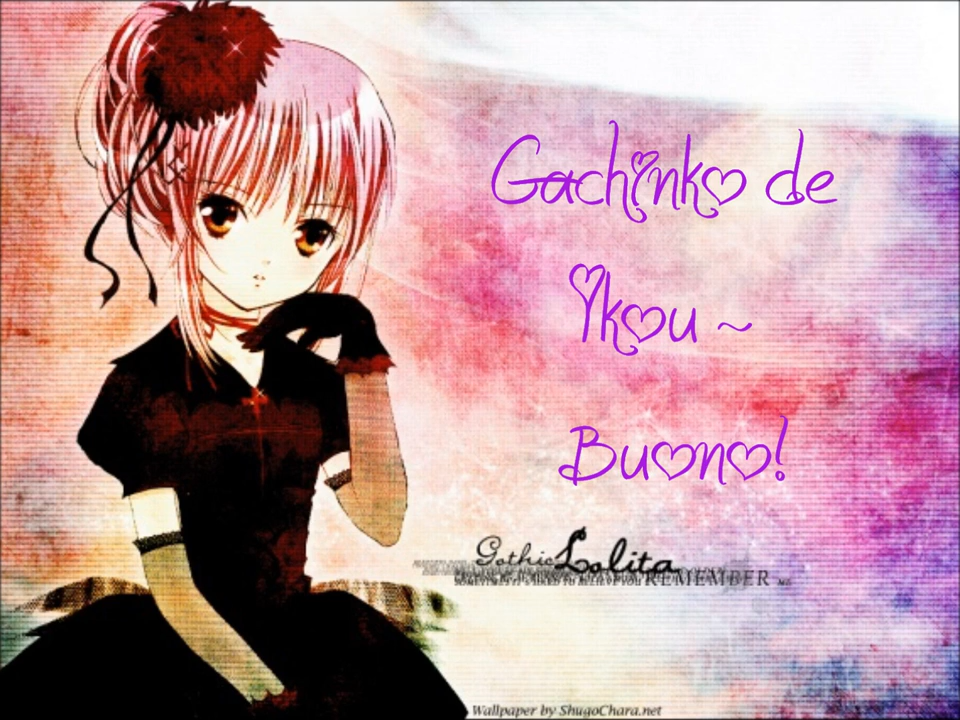 Gachinko de
Ikou ~
Buono!
Gothic Lolita
REMEMBER
Wallpaper by ShugoChara.net